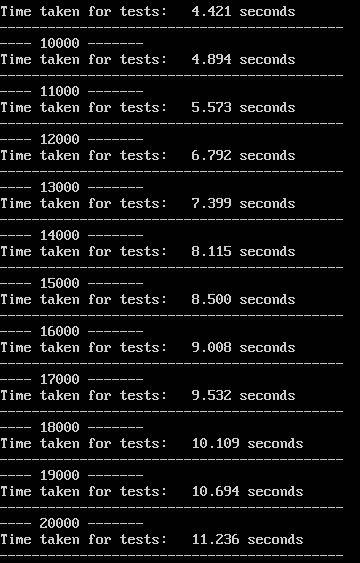 Time taken for tests:   4.421 seconds
------------------------------------------
---- 10000 -------
Time taken for tests:   4.894 seconds
------------------------------------------
---- 11000 -------
Time taken for tests:   5.573 seconds
------------------------------------------
---- 12000 -------
Time taken for tests:   6.792 seconds
------------------------------------------
---- 13000 -------
Time taken for tests:   7.399 seconds
------------------------------------------
---- 14000 -------
Time taken for tests:   8.115 seconds
------------------------------------------
---- 15000 -------
Time taken for tests:   8.500 seconds
------------------------------------------
---- 16000 -------
Time taken for tests:   9.008 seconds
------------------------------------------
---- 17000 -------
Time taken for tests:   9.532 seconds
------------------------------------------
---- 18000 -------
Time taken for tests:   10.109 seconds
------------------------------------------
---- 19000 -------
Time taken for tests:   10.694 seconds
------------------------------------------
---- 20000 -------
Time taken for tests:   11.236 seconds
------------------------------------------